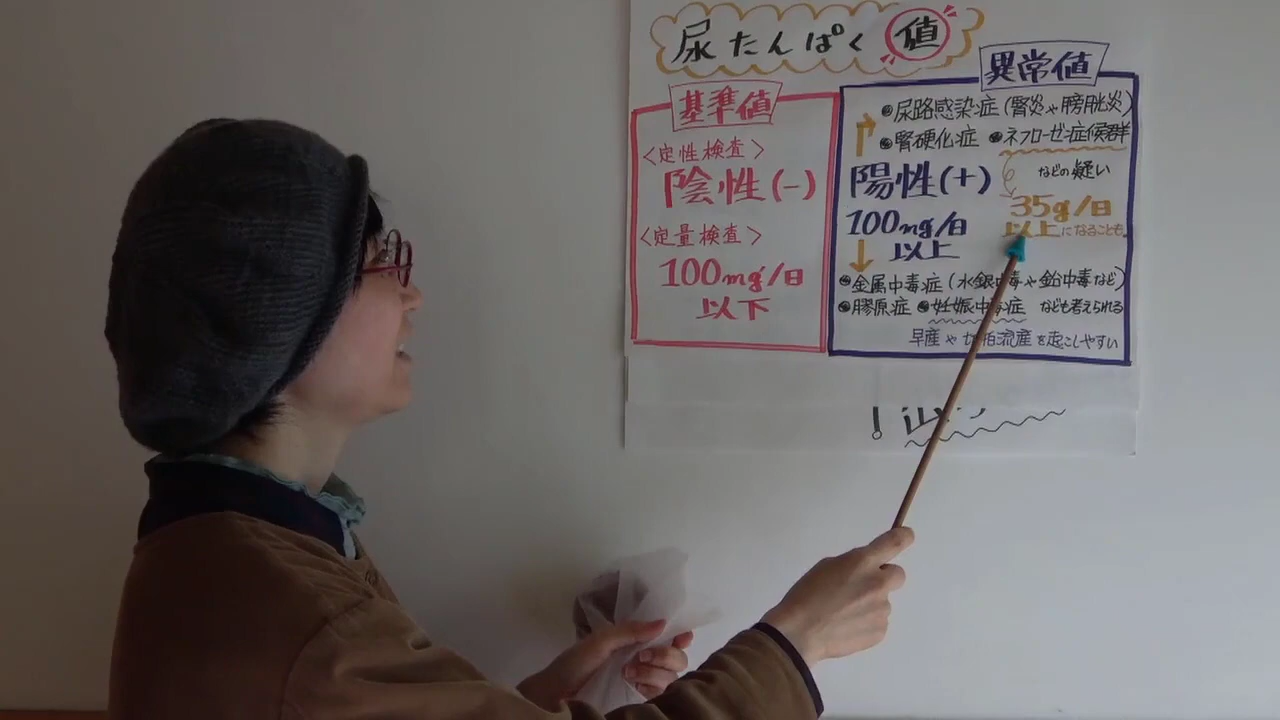 尿たんぱく値
基準値
<定性検査>
陰性(-)
<定量検査>
100mg/日
以下
異常値
●尿路感染症(腎炎や膀胱炎)
●腎硬化症 ●ネフローゼ症候群
などの疑い
陽性(+)
35g/日
以上になることも
100mg/日
以上
●金属中毒症(水銀中毒や鉛中毒など)
●膠原症 ●妊娠中毒症 なども考えられる
早産や 流産を起こしやすい